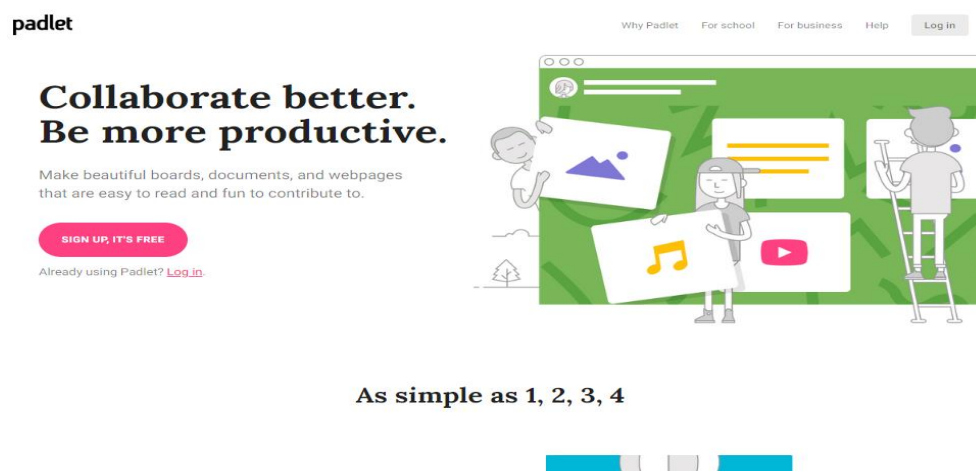 padlet
Why Padlet For school For business Help Log in
Collaborate better.
Be more productive.
Make beautiful boards, documents, and webpages
that are easy to read and fun to contribute to.
SIGN UP, IT'S FREE
Already using Padlet? Log in.
As simple as 1, 2, 3, 4